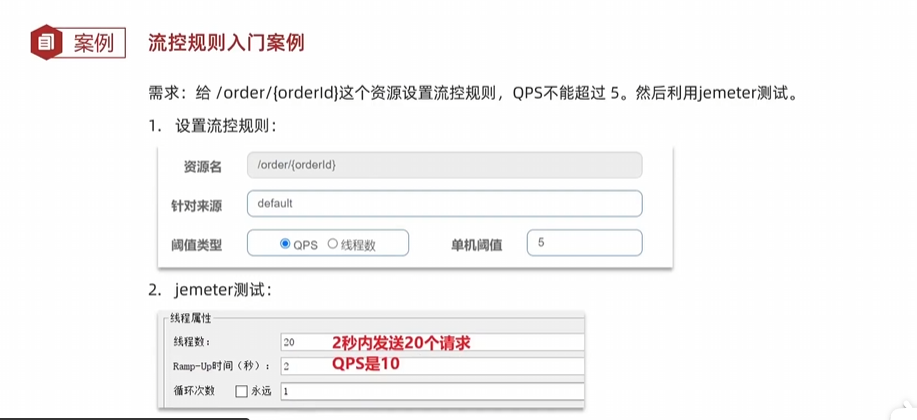 案例 流控规则入门案例
需求：给 /order/{orderId}这个资源设置流控规则，QPS不能超过 5。然后利用jemeter测试。
1. 设置流控规则：
资源名 /order/{orderId}
针对来源 default
阈值类型 QPS 线程数 单机阈值 5
2. jemeter测试：
线程属性
线程数： 20 2秒内发送20个请求
Ramp-Up时间（秒）： 2 QPS是10
循环次数 永远 1